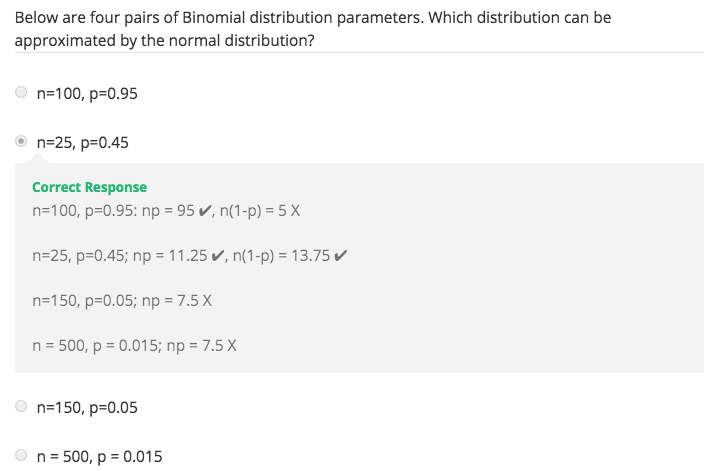 Below are four pairs of Binomial distribution parameters. Which distribution can be
approximated by the normal distribution?
n=100, p=0.95
n=25, p=0.45
Correct Response
n=100, p=0.95: np = 95 ✔, n(1-p) = 5 X
n=25, p=0.45; np = 11.25 ✔, n(1-p) = 13.75 ✔
n=150, p=0.05; np = 7.5 X
n = 500, p = 0.015; np = 7.5 X
n=150, p=0.05
n = 500, p = 0.015